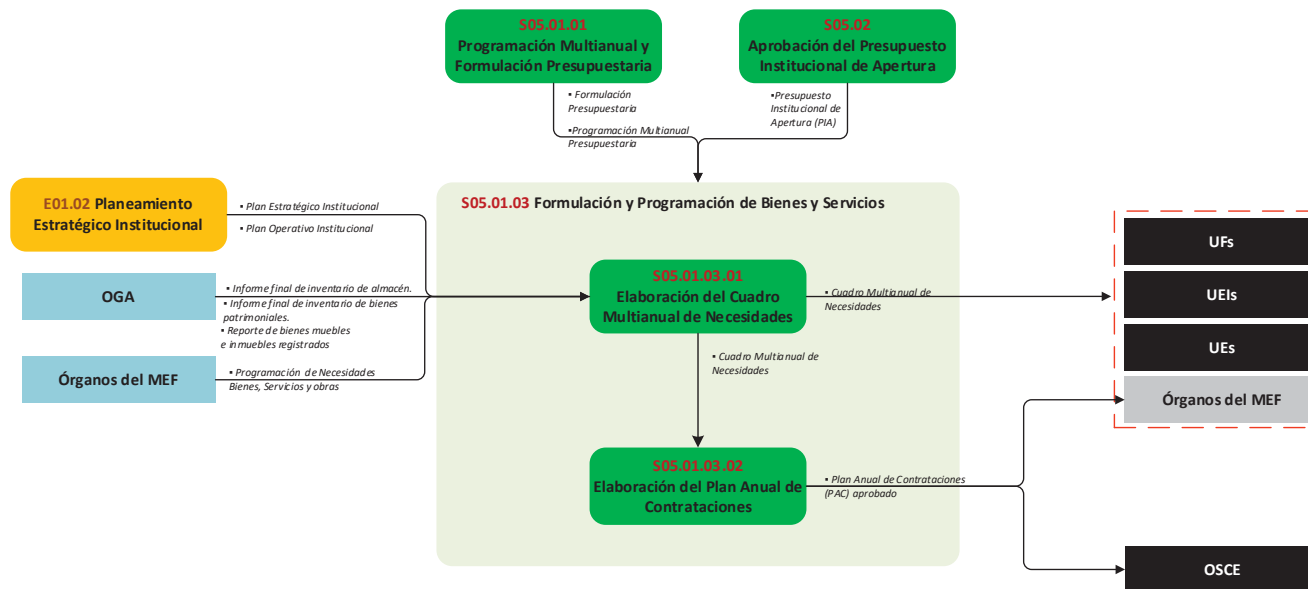 S05.01.01
Programación Multianual y
Formulación Presupuestaria
S05.02
Aprobación del Presupuesto
Institucional de Apertura
▪ Formulación
Presupuestaria
▪Programación Multianual
Presupuestaria
▪Presupuesto
Institucional de
Apertura (PIA)
E01.02 Planeamiento
Estratégico Institucional
▪ Plan Estratégico Institucional
▪ Plan Operativo Institucional
OGA
▪ Informe final de inventario de almacén.
▪ Informe final de inventario de bienes
patrimoniales.
▪ Reporte de bienes muebles
e inmuebles registrados
Órganos del MEF
▪ Programación de Necesidades
Bienes, Servicios y obras
S05.01.03 Formulación y Programación de Bienes y Servicios
S05.01.03.01
Elaboración del Cuadro
Multianual de Necesidades
▪ Cuadro Multianual de
Necesidades
▪ Cuadro Multianual de
Necesidades
S05.01.03.02
Elaboración del Plan Anual de
Contrataciones
▪ Plan Anual de Contrataciones
(PAC) aprobado
UFs
UEIs
UEs
Órganos del MEF
OSCE